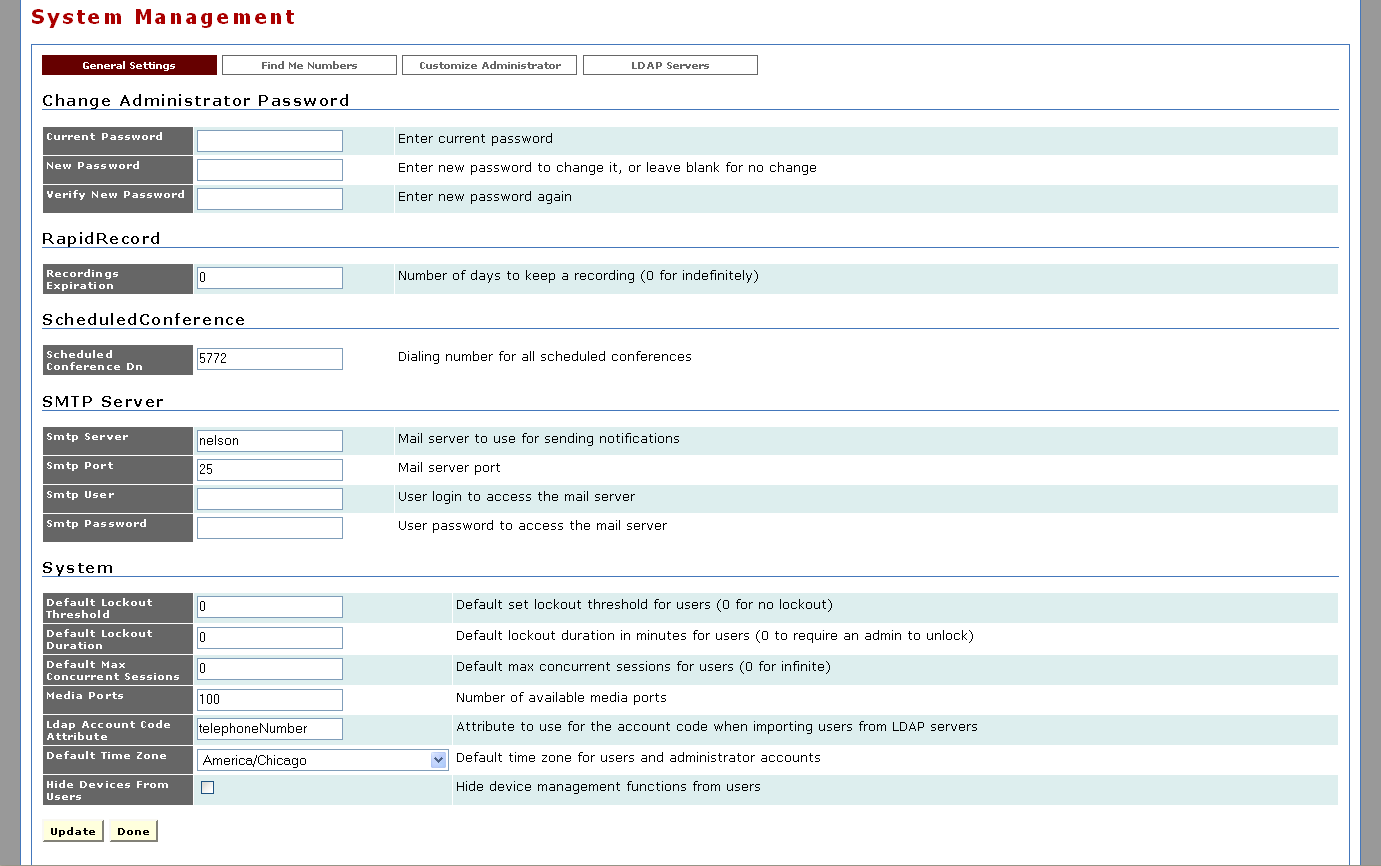 System Management
General Settings Find Me Numbers Customize Administrator LDAP Servers
Change Administrator Password
Current Password Enter current password
New Password Enter new password to change it, or leave blank for no change
Verify New Password Enter new password again
RapidRecord
Recordings
Expiration 0 Number of days to keep a recording (0 for indefinitely)
ScheduledConference
Scheduled
Conference Dn 5772 Dialing number for all scheduled conferences
SMTP Server
Smtp Server nelson Mail server to use for sending notifications
Smtp Port 25 Mail server port
Smtp User User login to access the mail server
Smtp Password User password to access the mail server
System
Default Lockout
Threshold 0 Default set lockout threshold for users (0 for no lockout)
Default Lockout
Duration 0 Default lockout duration in minutes for users (0 to require an admin to unlock)
Default Max
Concurrent Sessions 0 Default max concurrent sessions for users (0 for infinite)
Media Ports 100 Number of available media ports
Ldap Account Code
Attribute telephoneNumber Attribute to use for the account code when importing users from LDAP servers
Default Time Zone America/Chicago Default time zone for users and administrator accounts
Hide Devices From
Users Hide device management functions from users
Update Done